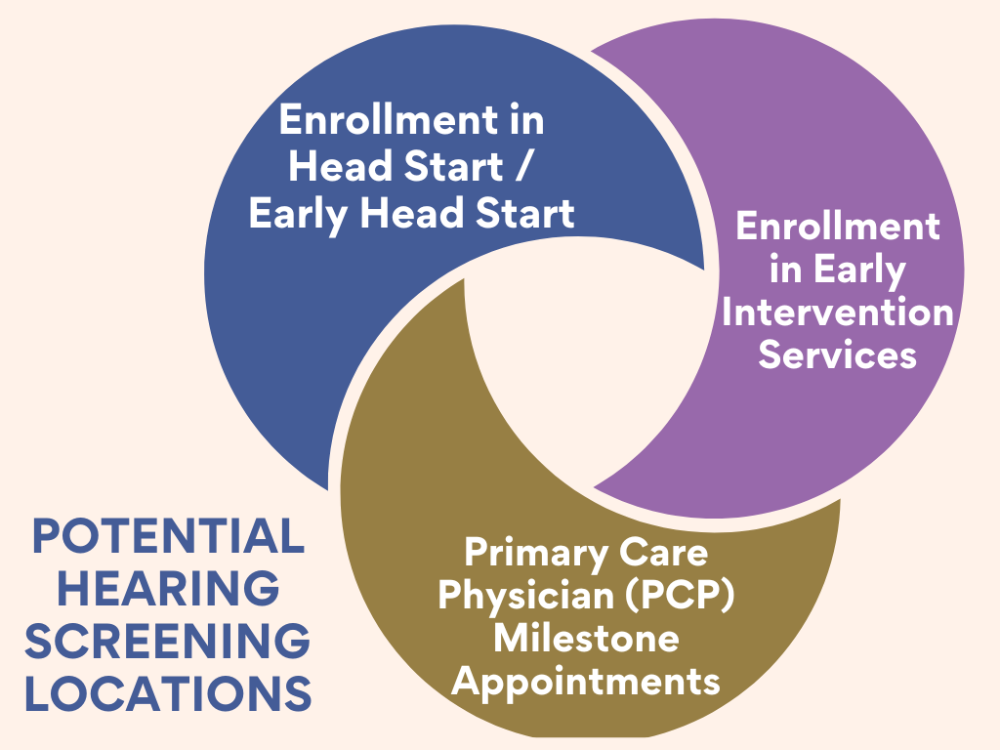 Enrollment in
Head Start /
Early Head Start
Enrollment
in Early
Intervention
Services
Primary Care
Physician (PCP)
Milestone
Appointments
POTENTIAL
HEARING
SCREENING
LOCATIONS